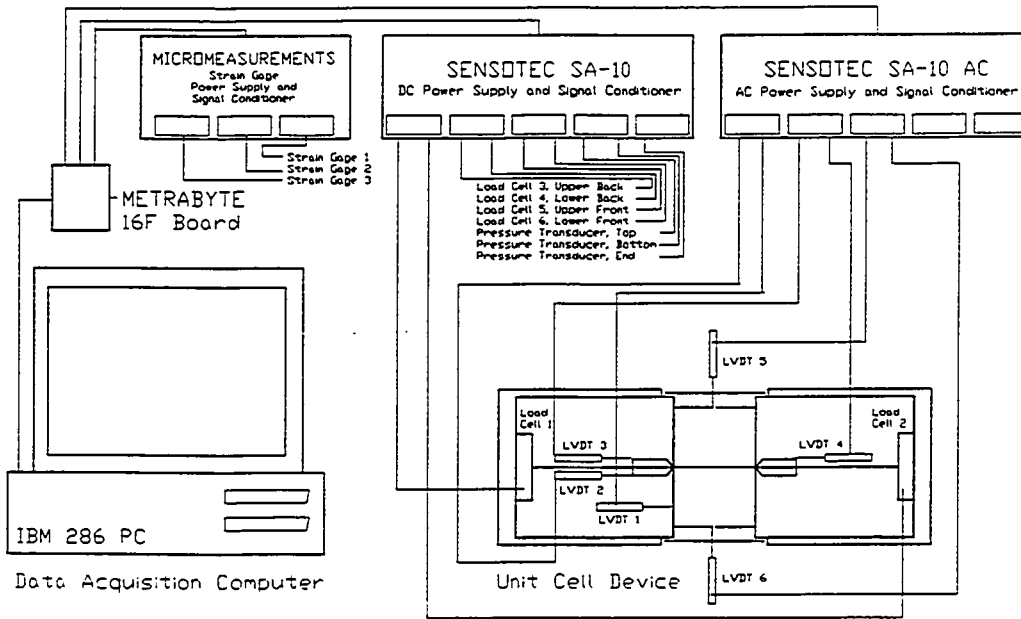 MICROMEASUREMENTS
Strain Gage
Power Supply and
Signal Conditioner
SENSOTEC SA-10
DC Power Supply and Signal Conditioner
SENSOTEC SA-10 AC
AC Power Supply and Signal Conditioner
Strain Gage 1
Strain Gage 2
Strain Gage 3
METRABYTE
16F Board
Load Cell 3, Upper Back
Load Cell 4, Lower Back
Load Cell 5, Upper Front
Load Cell 6, Lower Front
Pressure Transducer, Top
Pressure Transducer, Bottom
Pressure Transducer, End
LVDT 5
Load
Cell 1
Load
Cell 2
LVDT 3
LVDT 4
LVDT 2
LVDT 1
IBM 286 PC
Data Acquisition Computer
Unit Cell Device
LVDT 6